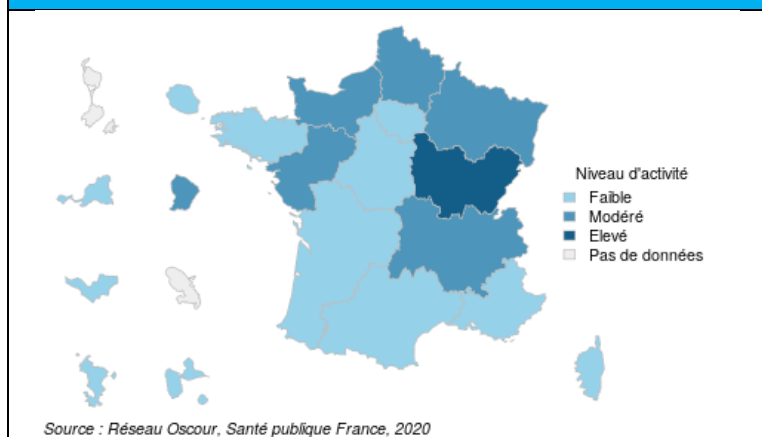 Niveau d'activité
Faible
Modéré
Elevé
Pas de données
Source : Réseau Oscour, Santé publique France, 2020